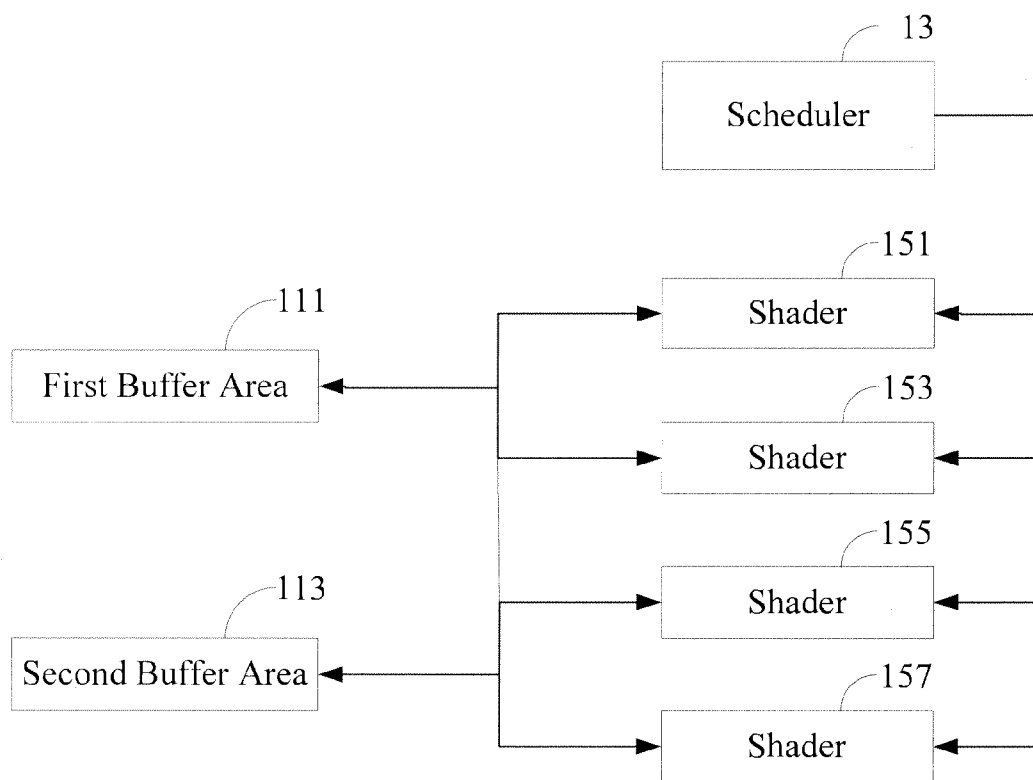 13
Scheduler
151
Shader
111
First Buffer Area
153
Shader
155
Shader
113
Second Buffer Area
157
Shader